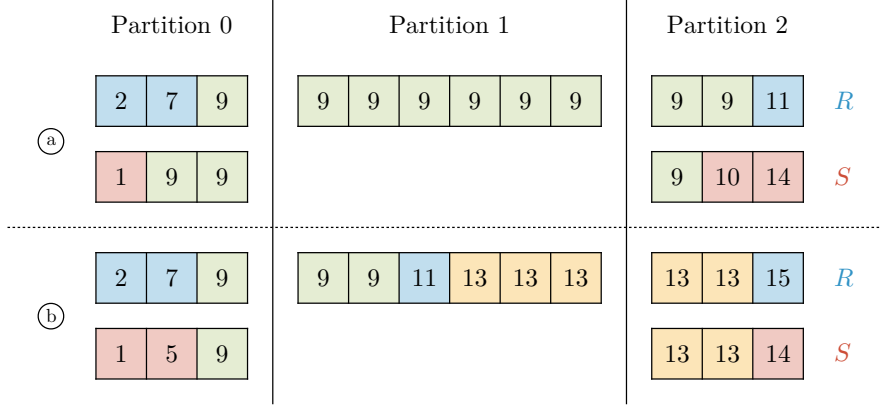 Partition 0 Partition 1 Partition 2
2 7 9 9 9 9 9 9 9 9 9 11 R
a
1 9 9 9 10 14 S
2 7 9 9 9 11 13 13 13 13 13 15 R
b
1 5 9 13 13 14 S